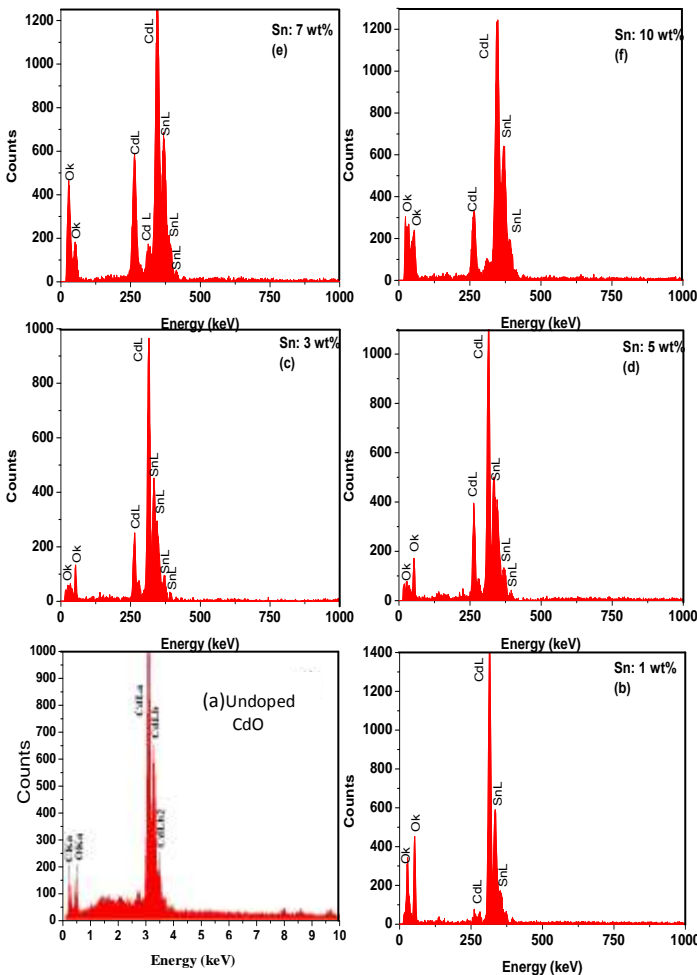 Sn: 7 wt%
(e)
CdL
SnL
CdL
Ok
Ok
Cd L
SnL
SnL
Counts
1200
1000
800
600
400
200
0
0 250 500 750 1000
Energy (keV)
Sn: 10 wt%
(f)
CdL
SnL
CdL
Ok
Ok
SnL
Counts
1200
1000
800
600
400
200
0
0 250 500 750 1000
Energy (keV)
Sn: 3 wt%
(c)
CdL
SnL
SnL
CdL
Ok
Ok
SnL
SnL
Counts
1000
800
600
400
200
0
0 250 500 750 1000
Energy (keV)
Sn: 5 wt%
(d)
CdL
SnL
CdL
Ok
Ok
SnL
SnL
Counts
1000
800
600
400
200
0
0 250 500 750 1000
Energy (keV)
(a)Undoped
CdO
CdLa
CdLb
CdLb2
OKa
Counts
1000
900
800
700
600
500
400
300
200
100
0
0 1 2 3 4 5 6 7 8 9 10
Energy (keV)
Sn: 1 wt%
(b)
CdL
SnL
Ok
Ok
CdL
SnL
Counts
1400
1200
1000
800
600
400
200
0
0 250 500 750 1000
Energy (keV)